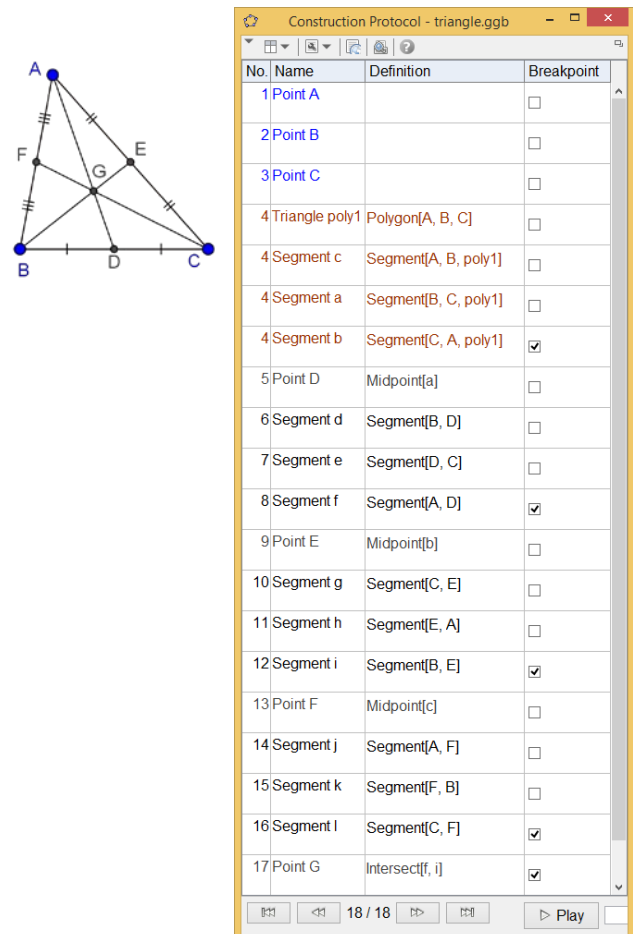 A
F
E
G
B
D
C
Construction Protocol - triangle.ggb
No. Name Definition Breakpoint
1 Point A
2 Point B
3 Point C
4 Triangle poly1 Polygon[A, B, C]
4 Segment c Segment[A, B, poly1]
4 Segment a Segment[B, C, poly1]
4 Segment b Segment[C, A, poly1]
5 Point D Midpoint[a]
6 Segment d Segment[B, D]
7 Segment e Segment[D, C]
8 Segment f Segment[A, D]
9 Point E Midpoint[b]
10 Segment g Segment[C, E]
11 Segment h Segment[E, A]
12 Segment i Segment[B, E]
13 Point F Midpoint[c]
14 Segment j Segment[A, F]
15 Segment k Segment[F, B]
16 Segment l Segment[C, F]
17 Point G Intersect[f, i]
18 / 18 Play